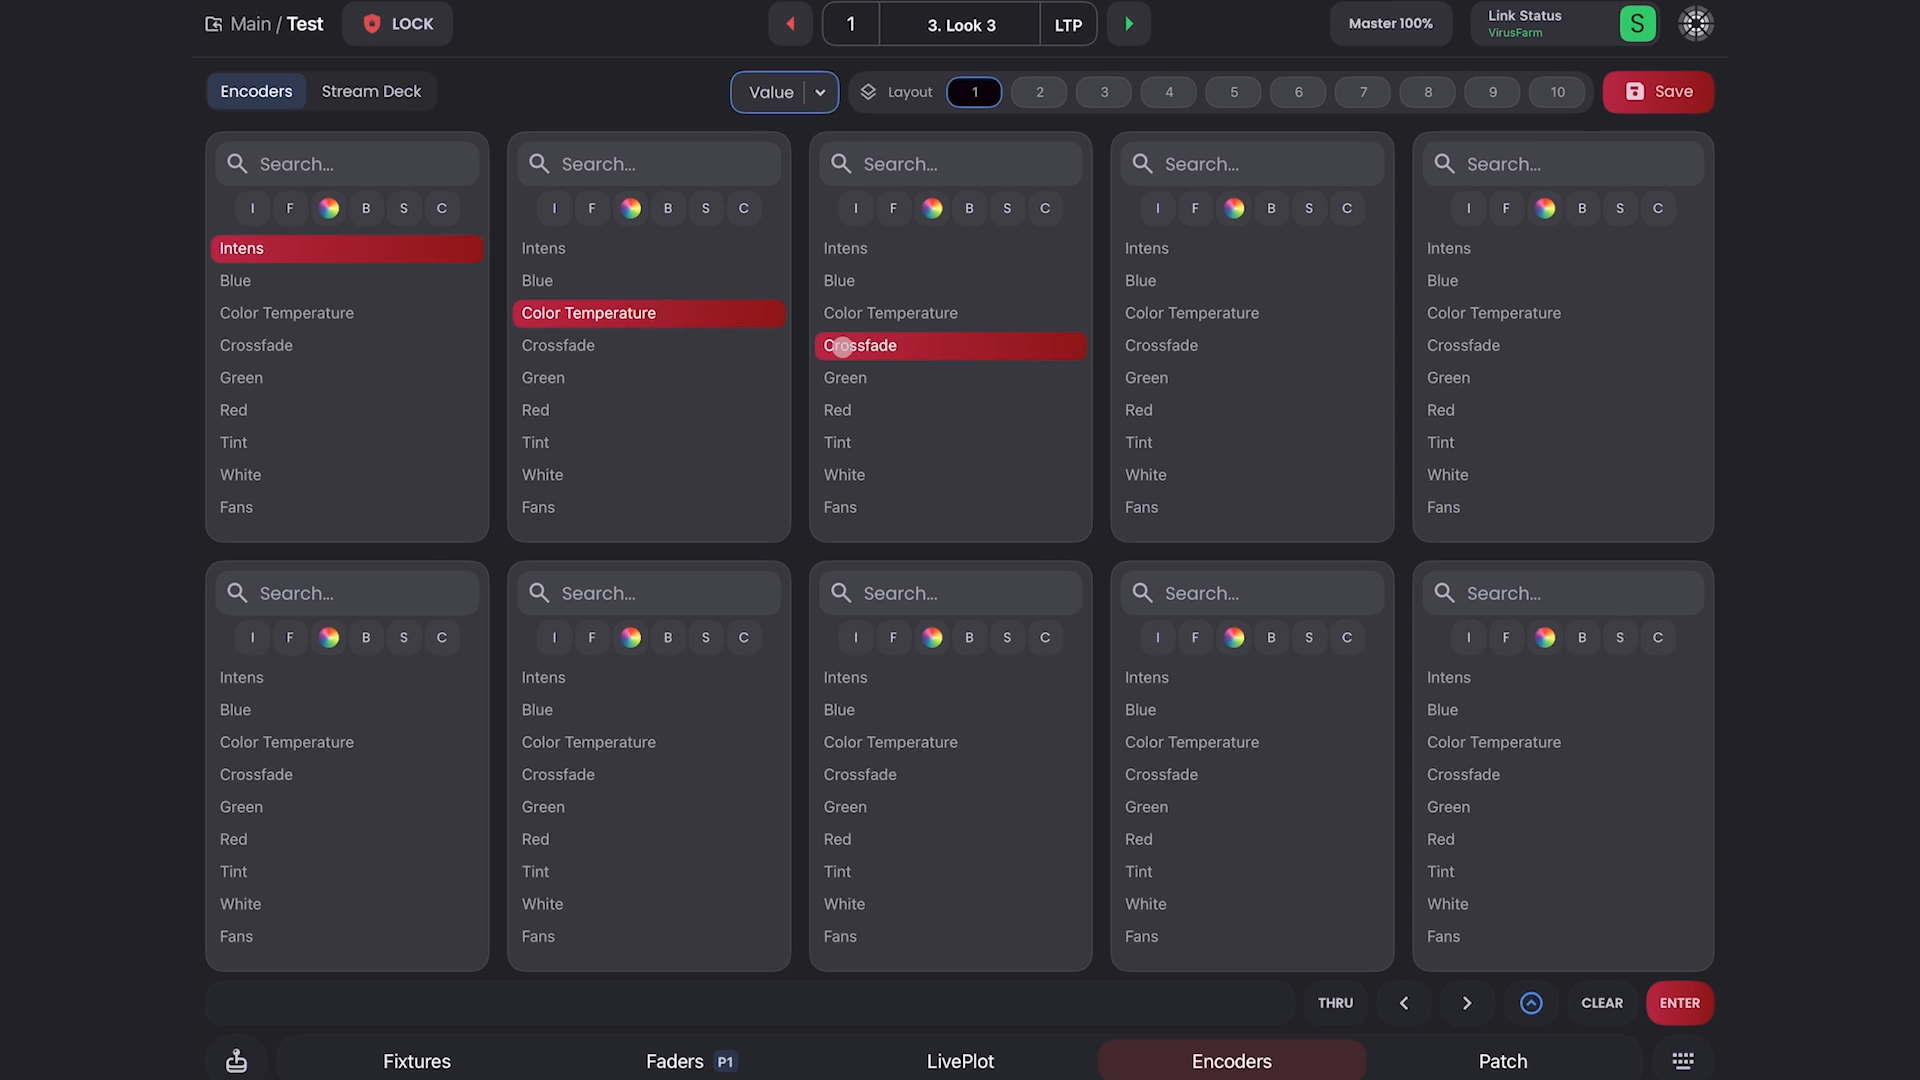 Main / Test
LOCK
1
3. Look 3
LTP
Master 100%
Link Status
VirusFarm
S
Encoders
Stream Deck
Value
Layout
1
2
3
4
5
6
7
8
9
10
Save
Search...
I F B S C
Intens
Blue
Color Temperature
Crossfade
Green
Red
Tint
White
Fans
Search...
I F B S C
Intens
Blue
Color Temperature
Crossfade
Green
Red
Tint
White
Fans
Search...
I F B S C
Intens
Blue
Color Temperature
Crossfade
Green
Red
Tint
White
Fans
Search...
I F B S C
Intens
Blue
Color Temperature
Crossfade
Green
Red
Tint
White
Fans
Search...
I F B S C
Intens
Blue
Color Temperature
Crossfade
Green
Red
Tint
White
Fans
Search...
I F B S C
Intens
Blue
Color Temperature
Crossfade
Green
Red
Tint
White
Fans
Search...
I F B S C
Intens
Blue
Color Temperature
Crossfade
Green
Red
Tint
White
Fans
Search...
I F B S C
Intens
Blue
Color Temperature
Crossfade
Green
Red
Tint
White
Fans
Search...
I F B S C
Intens
Blue
Color Temperature
Crossfade
Green
Red
Tint
White
Fans
Search...
I F B S C
Intens
Blue
Color Temperature
Crossfade
Green
Red
Tint
White
Fans
THRU
CLEAR
ENTER
Fixtures
Faders P1
LivePlot
Encoders
Patch